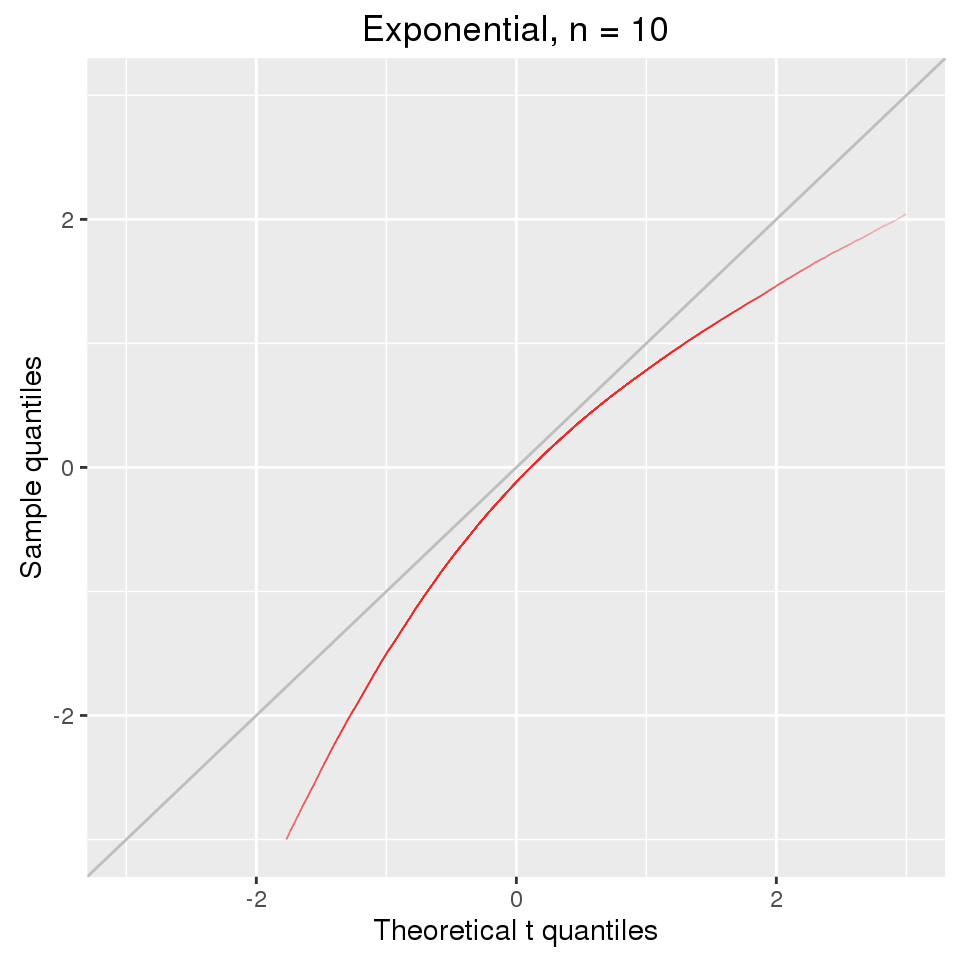 Exponential, n = 10
Sample quantiles
2
0
-2
-2 0 2
Theoretical t quantiles